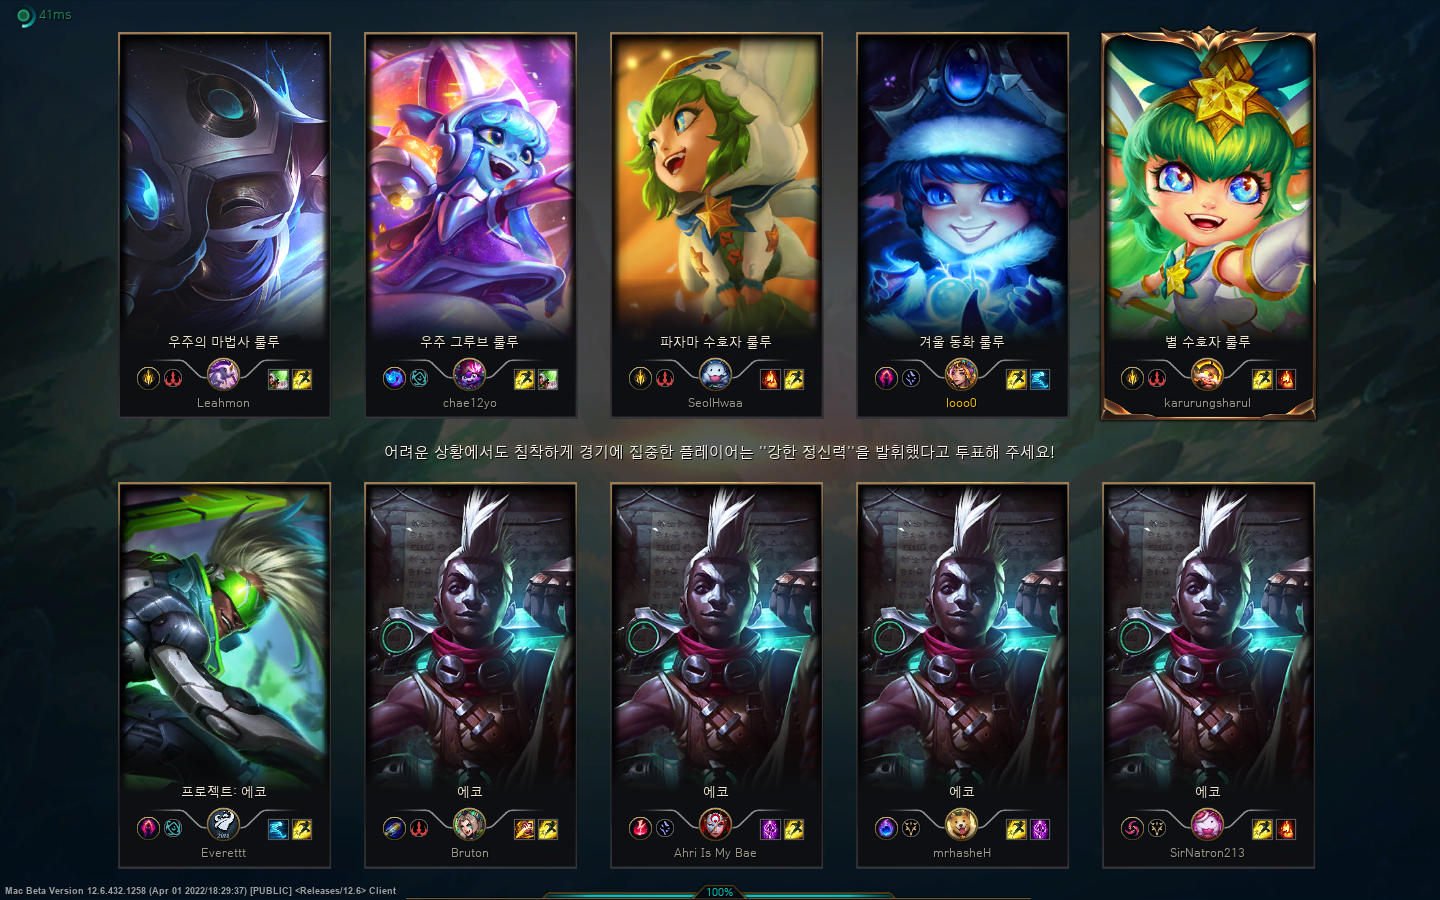 41ms
우주의 마법사 룰루
우주 그루브 룰루
파자마 수호자 룰루
겨울 동화 룰루
별 수호자 룰루
Leahmon
chae12yo
SeolHwaa
looo0
karurungsharul
어려운 상황에서도 침착하게 경기에 집중한 플레이어는 "강한 정신력"을 발휘했다고 투표해 주세요!
프로젝트: 에코
에코
에코
에코
에코
Everettt
Bruton
Ahri Is My Bae
mrhasheH
SirNatron213
Mac Beta Version 12.6.432.1258 (Apr 01 2022/18:29:37) [PUBLIC] <Releases/12.6> Client
100%